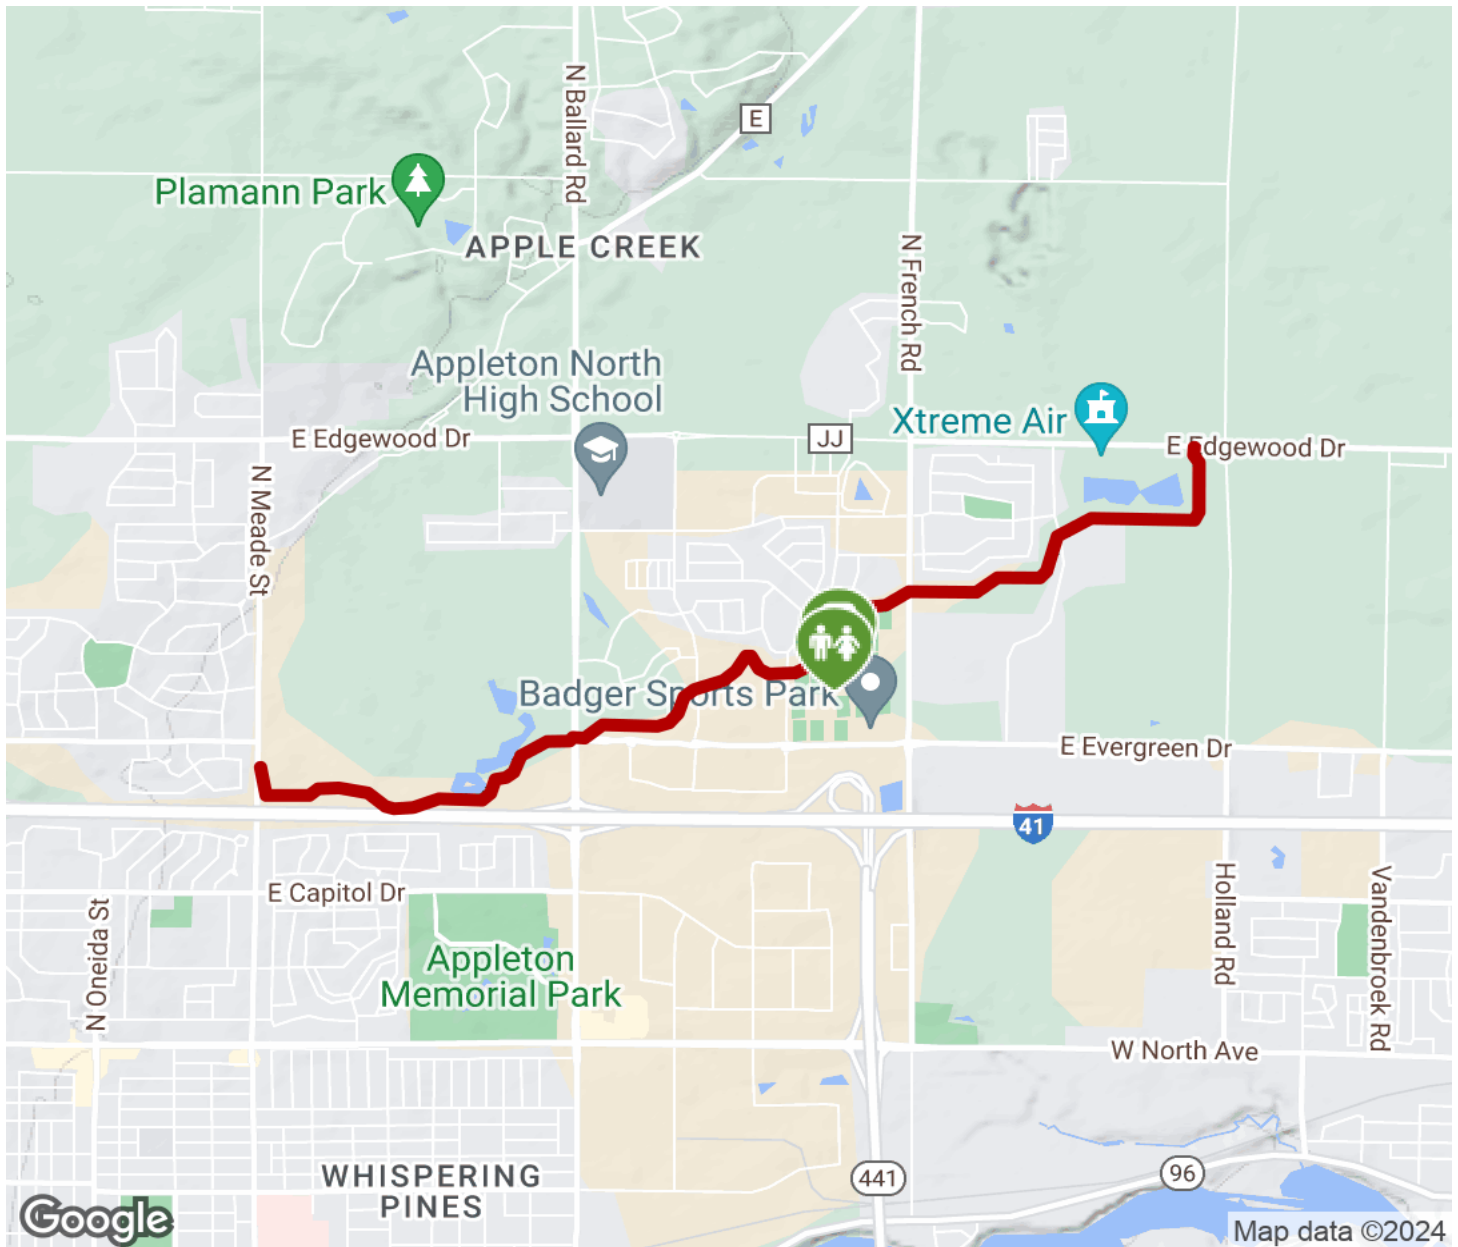 N Ballard Rd
E
Plamann Park
APPLE CREEK
N French Rd
Appleton North
High School
Xtreme Air
E Edgewood Dr
JJ
E Edgewood Dr
N Meade St
Badger Sports Park
E Evergreen Dr
41
E Capitol Dr
N Oneida St
Holland Rd
Vandenbroek Rd
Appleton
Memorial Park
W North Ave
WHISPERING
PINES
441
96
Google
Map data ©2024